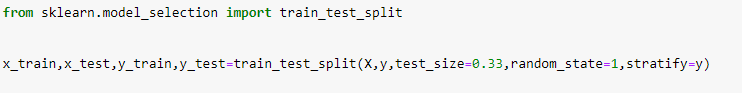 from sklearn.model_selection import train_test_split
x_train,x_test,y_train,y_test=train_test_split(X,y,test_size=0.33,random_state=1,stratify=y)